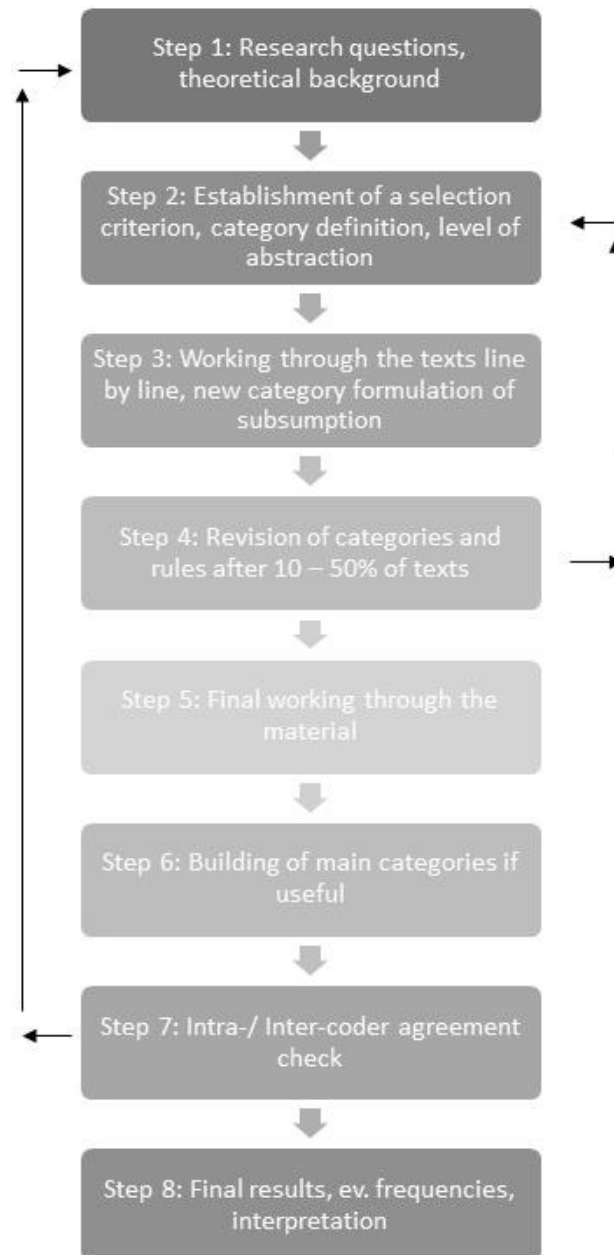 Step 1: Research questions,
theoretical background
Step 2: Establishment of a selection
criterion, category definition, level of
abstraction
Step 3: Working through the texts line
by line, new category formulation of
subsumption
Step 4: Revision of categories and
rules after 10 – 50% of texts
Step 5: Final working through the
material
Step 6: Building of main categories if
useful
Step 7: Intra-/ Inter-coder agreement
check
Step 8: Final results, ev. frequencies,
interpretation